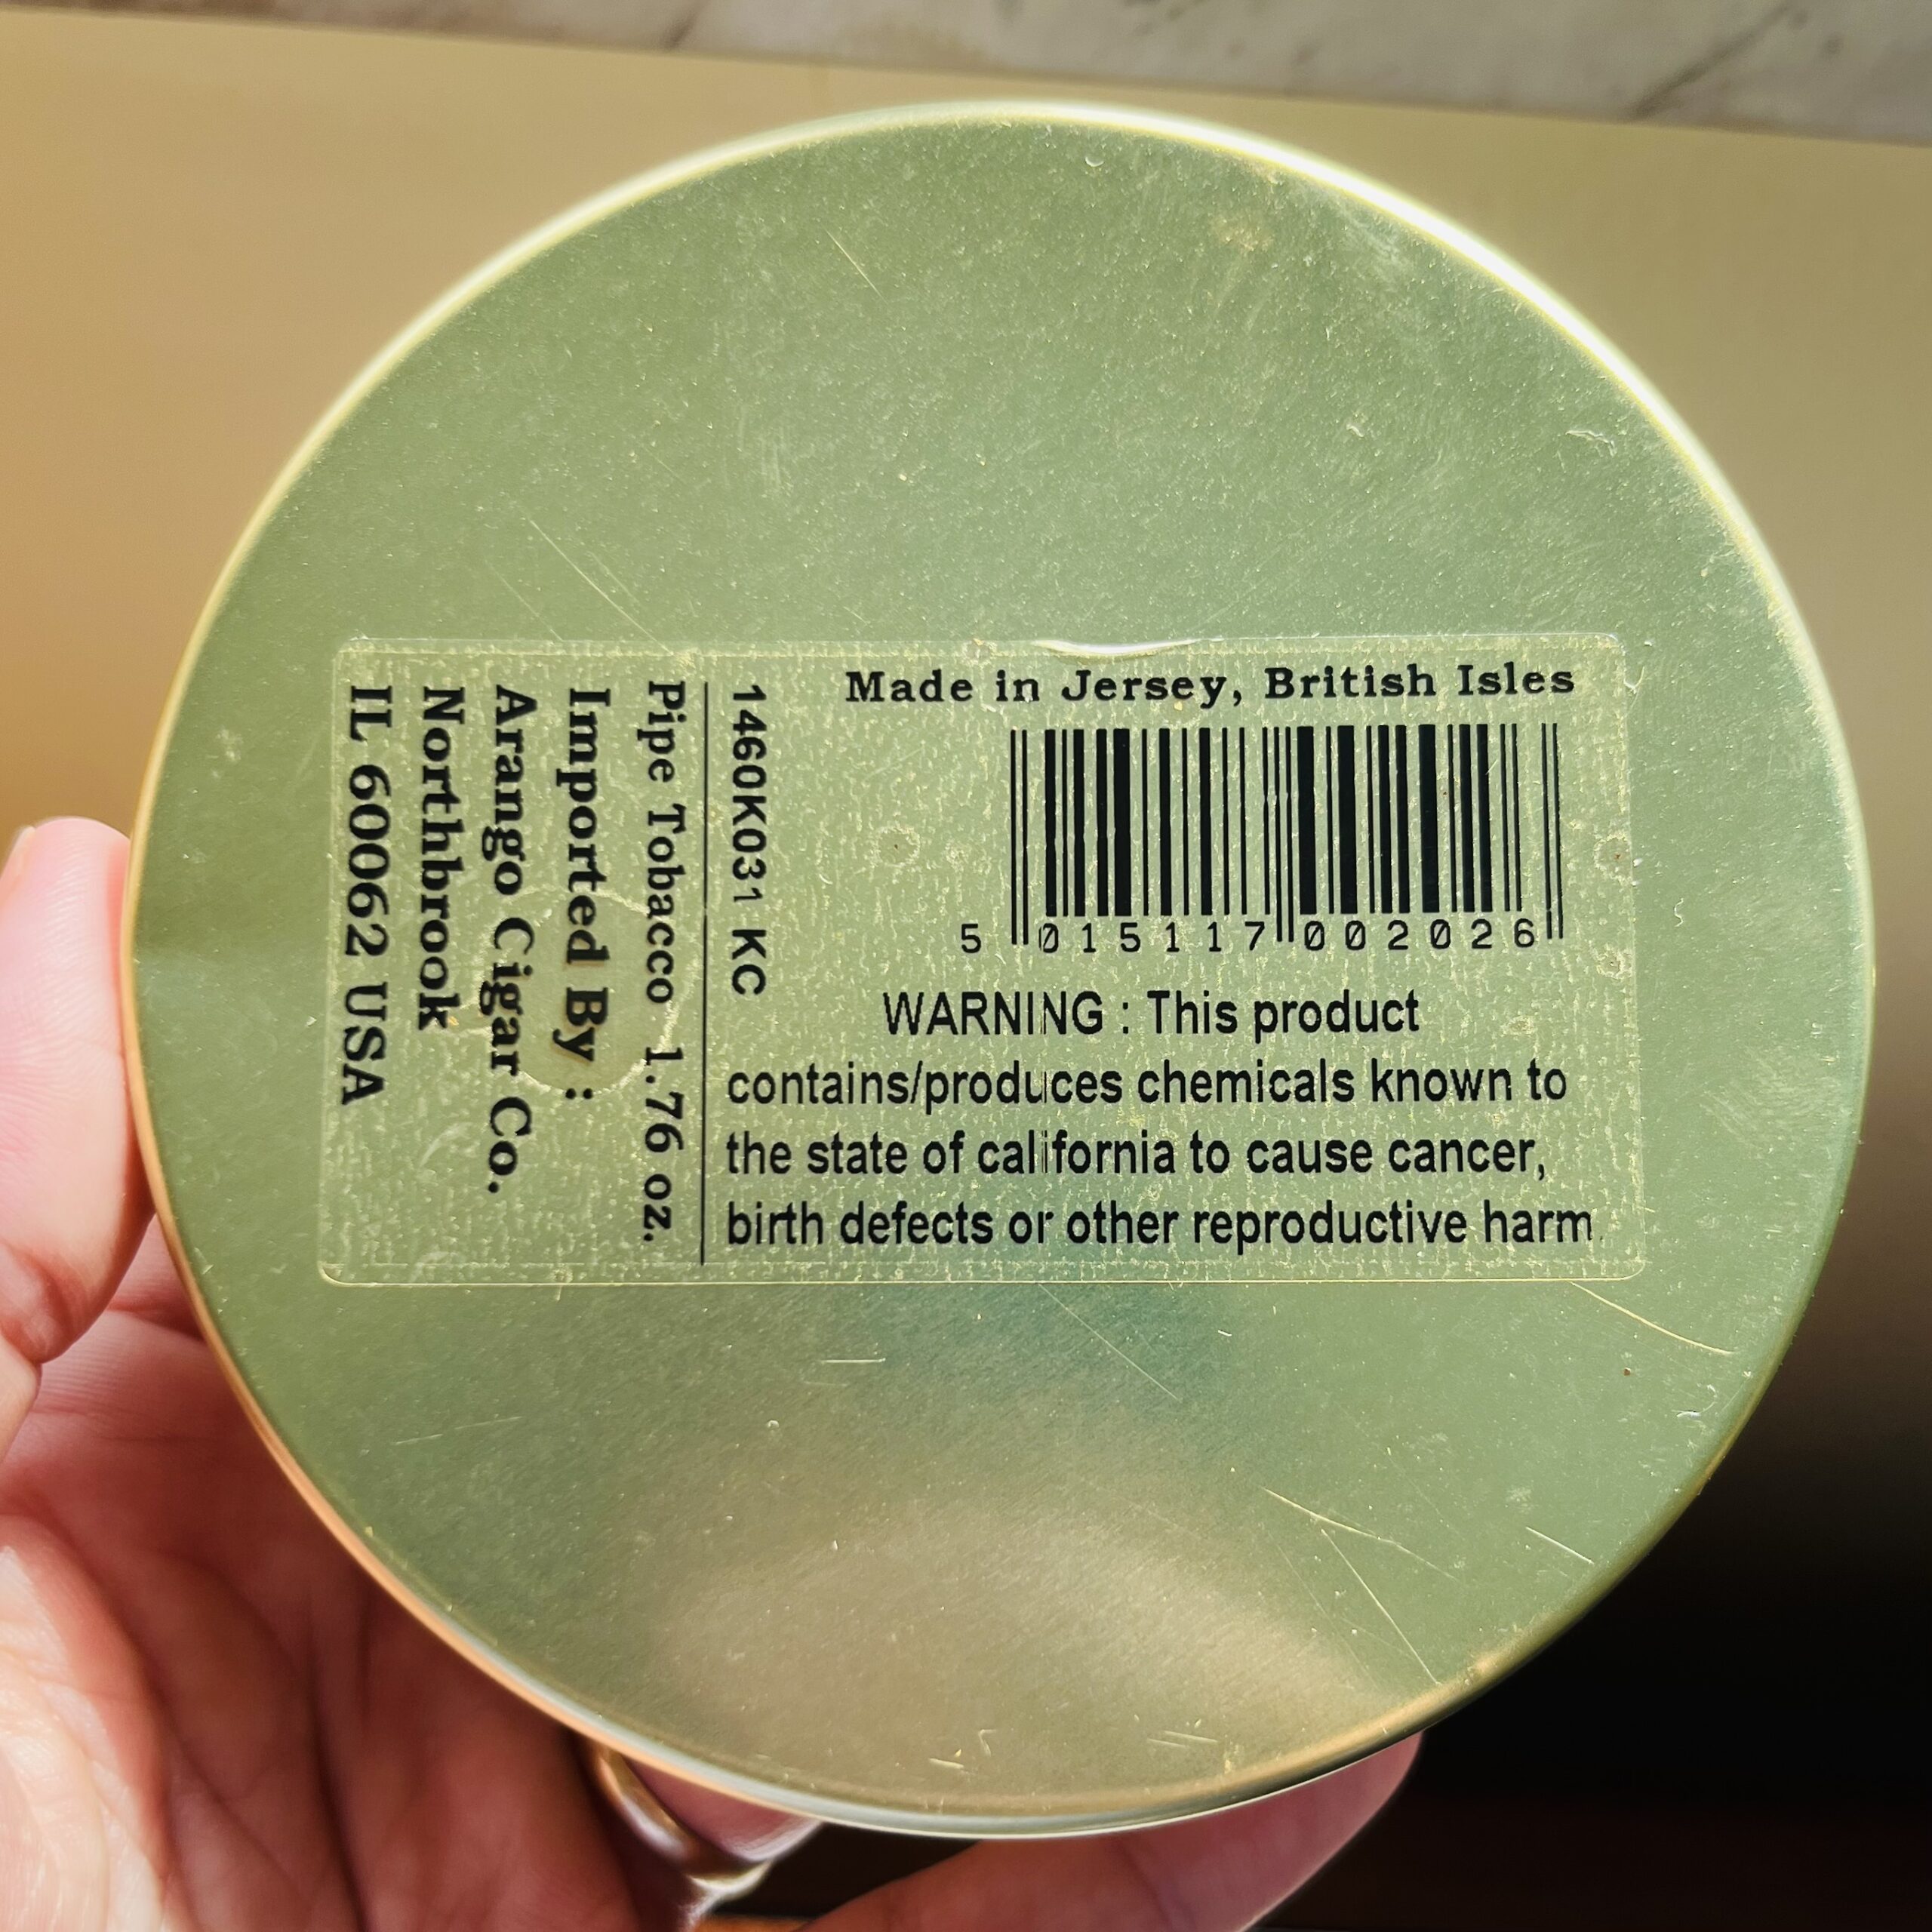 Made in Jersey, British Isles
5 015117 002026
WARNING : This product
contains/produces chemicals known to
the state of california to cause cancer,
birth defects or other reproductive harm.
1460K031 KC
Pipe Tobacco 1.76 oz.
Imported By :
Arango Cigar Co.
Northbrook
IL 60062 USA